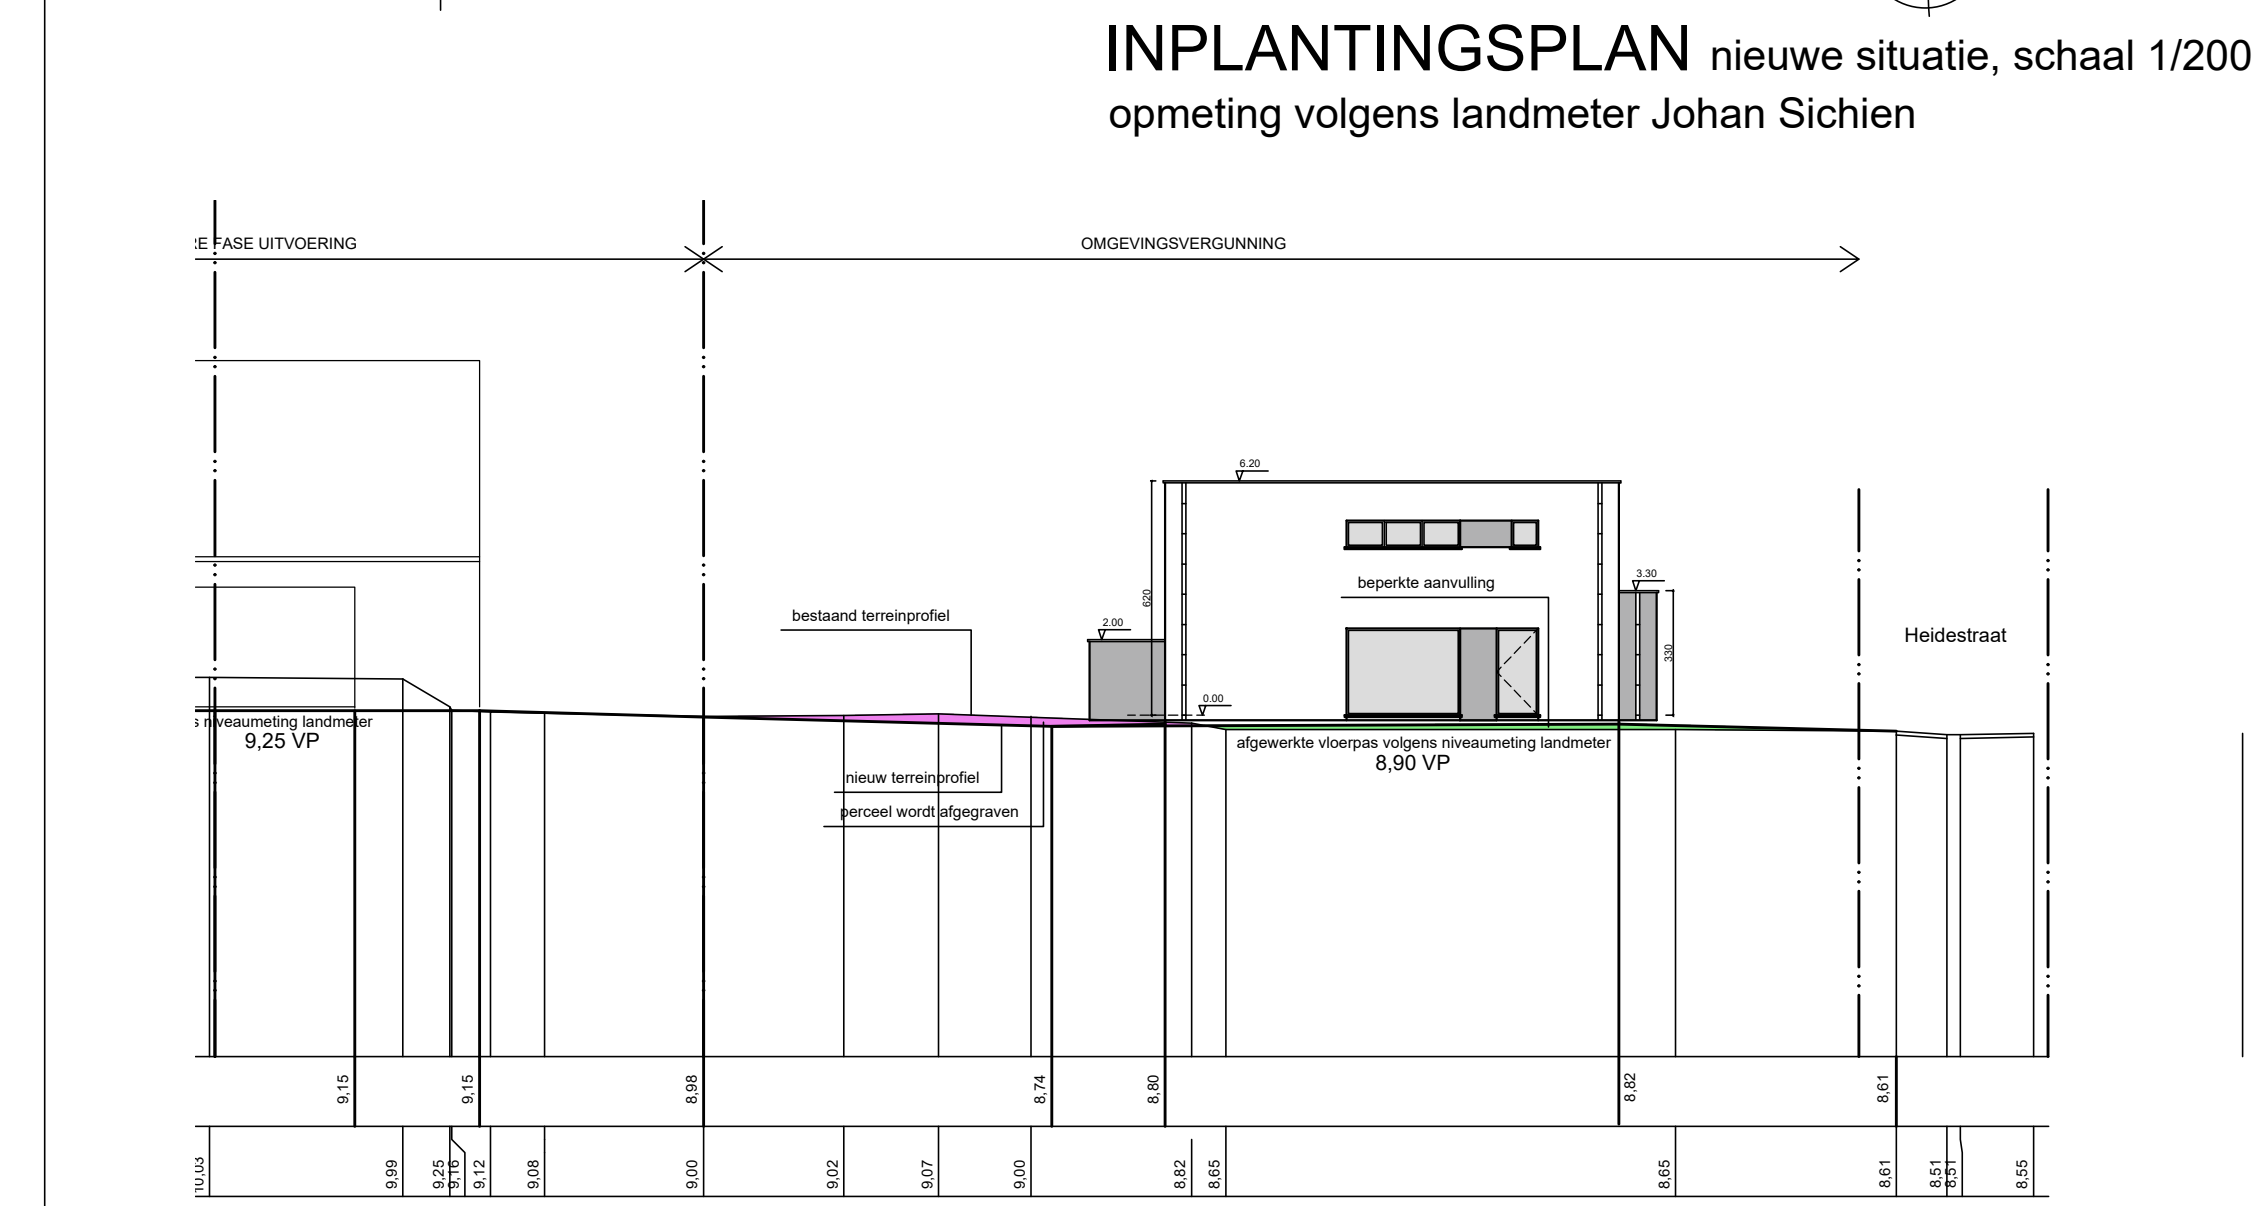 INPLANTINGSPLAN nieuwe situatie, schaal 1/200
opmeting volgens landmeter Johan Sichien
RE FASE UITVOERING
OMGEVINGSVERGUNNING
6.20
beperkte aanvulling
3.30
620
bestaand terreinprofiel
2.00
330
Heidestraat
0.00
s niveaumeting landmeter
9,25 VP
afgewerkte vloerpas volgens niveaumeting landmeter
8,90 VP
nieuw terreinprofiel
perceel wordt afgegraven
9,15
9,15
8,98
8,74
8,80
8,82
8,61
10,03
9,99
9,25
9,16
9,12
9,08
9,00
9,02
9,07
9,00
8,82
8,65
8,65
8,61
8,51
8,51
8,55